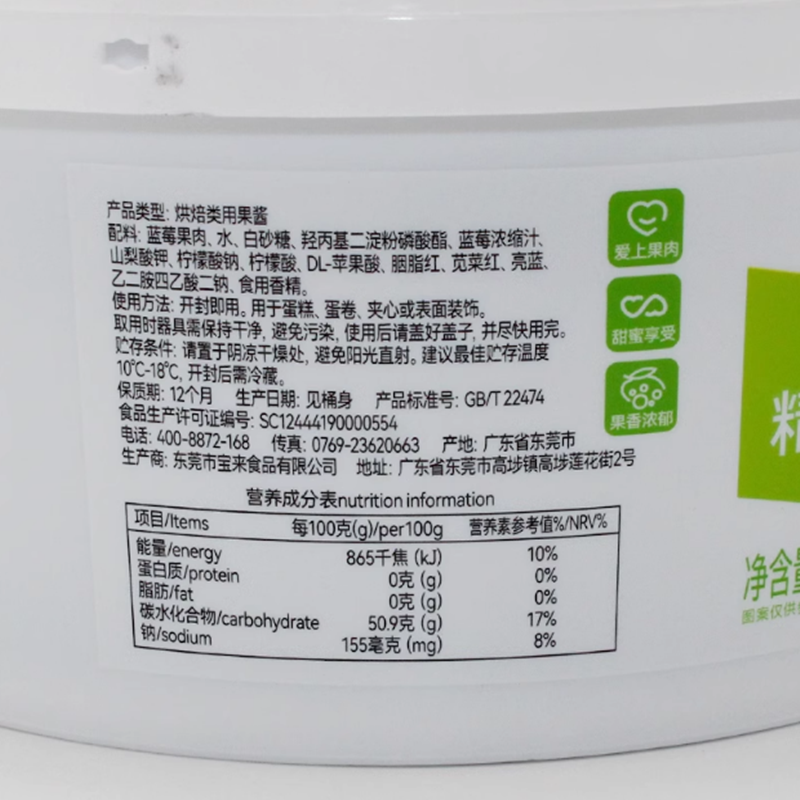 产品类型: 烘焙类用果酱
配料: 蓝莓果肉、水、白砂糖、羟丙基二淀粉磷酸酯、蓝莓浓缩汁、
山梨酸钾、柠檬酸钠、柠檬酸、DL-苹果酸、胭脂红、苋菜红、亮蓝、
乙二胺四乙酸二钠、食用香精。
使用方法: 开封即用。用于蛋糕、蛋卷、夹心或表面装饰。
取用时器具需保持干净, 避免污染, 使用后请盖好盖子, 并尽快用完。
贮存条件: 请置于阴凉干燥处, 避免阳光直射。建议最佳贮存温度
10℃-18℃, 开封后需冷藏。
保质期: 12个月 生产日期: 见桶身 产品标准号: GB/T 22474
食品生产许可证编号: SC12444190000554
电话: 400-8872-168 传真: 0769-23620663 产地: 广东省东莞市
生产商: 东莞市宝来食品有限公司 地址: 广东省东莞市高埗镇高埗莲花街2号
营养成分表nutrition information
项目/Items 每100克(g)/per100g 营养素参考值%/NRV%
能量/energy 865千焦 (kJ) 10%
蛋白质/protein 0克 (g) 0%
脂肪/fat 0克 (g) 0%
碳水化合物/carbohydrate 50.9克 (g) 17%
钠/sodium 155毫克 (mg) 8%
爱上果肉
甜蜜享受
果香浓郁
精
净含量
图案仅供